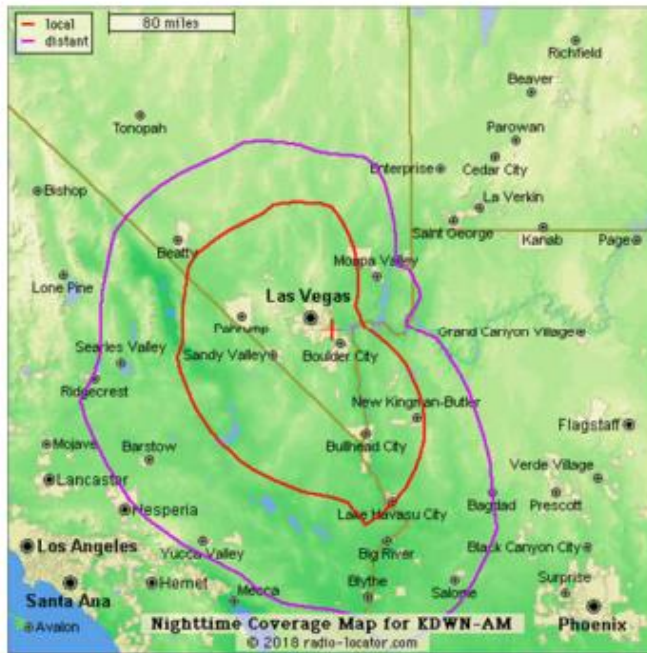 local
distant
80 miles
Richfield
Beaver
Tonopah
Parowan
Cedar City
Enterprise
Bishop
La Verkin
Saint George
Kanab
Page
Beatty
Moapa Valley
Lone Pine
Las Vegas
Pahrump
Grand Canyon Village
Boulder City
Searles Valley
Sandy Valley
Ridgecrest
New Kingman-Butler
Flagstaff
Bullhead City
Mojave
Barstow
Verde Village
Lancaster
Lake Havasu City
Bagdad
Prescott
Hesperia
Los Angeles
Yucca Valley
Big River
Black Canyon City
Santa Ana
Hemet
Mecca
Blythe
Salome
Surprise
Avalon
Phoenix
Nighttime Coverage Map for KDWN-AM
© 2018 radio-locator.com